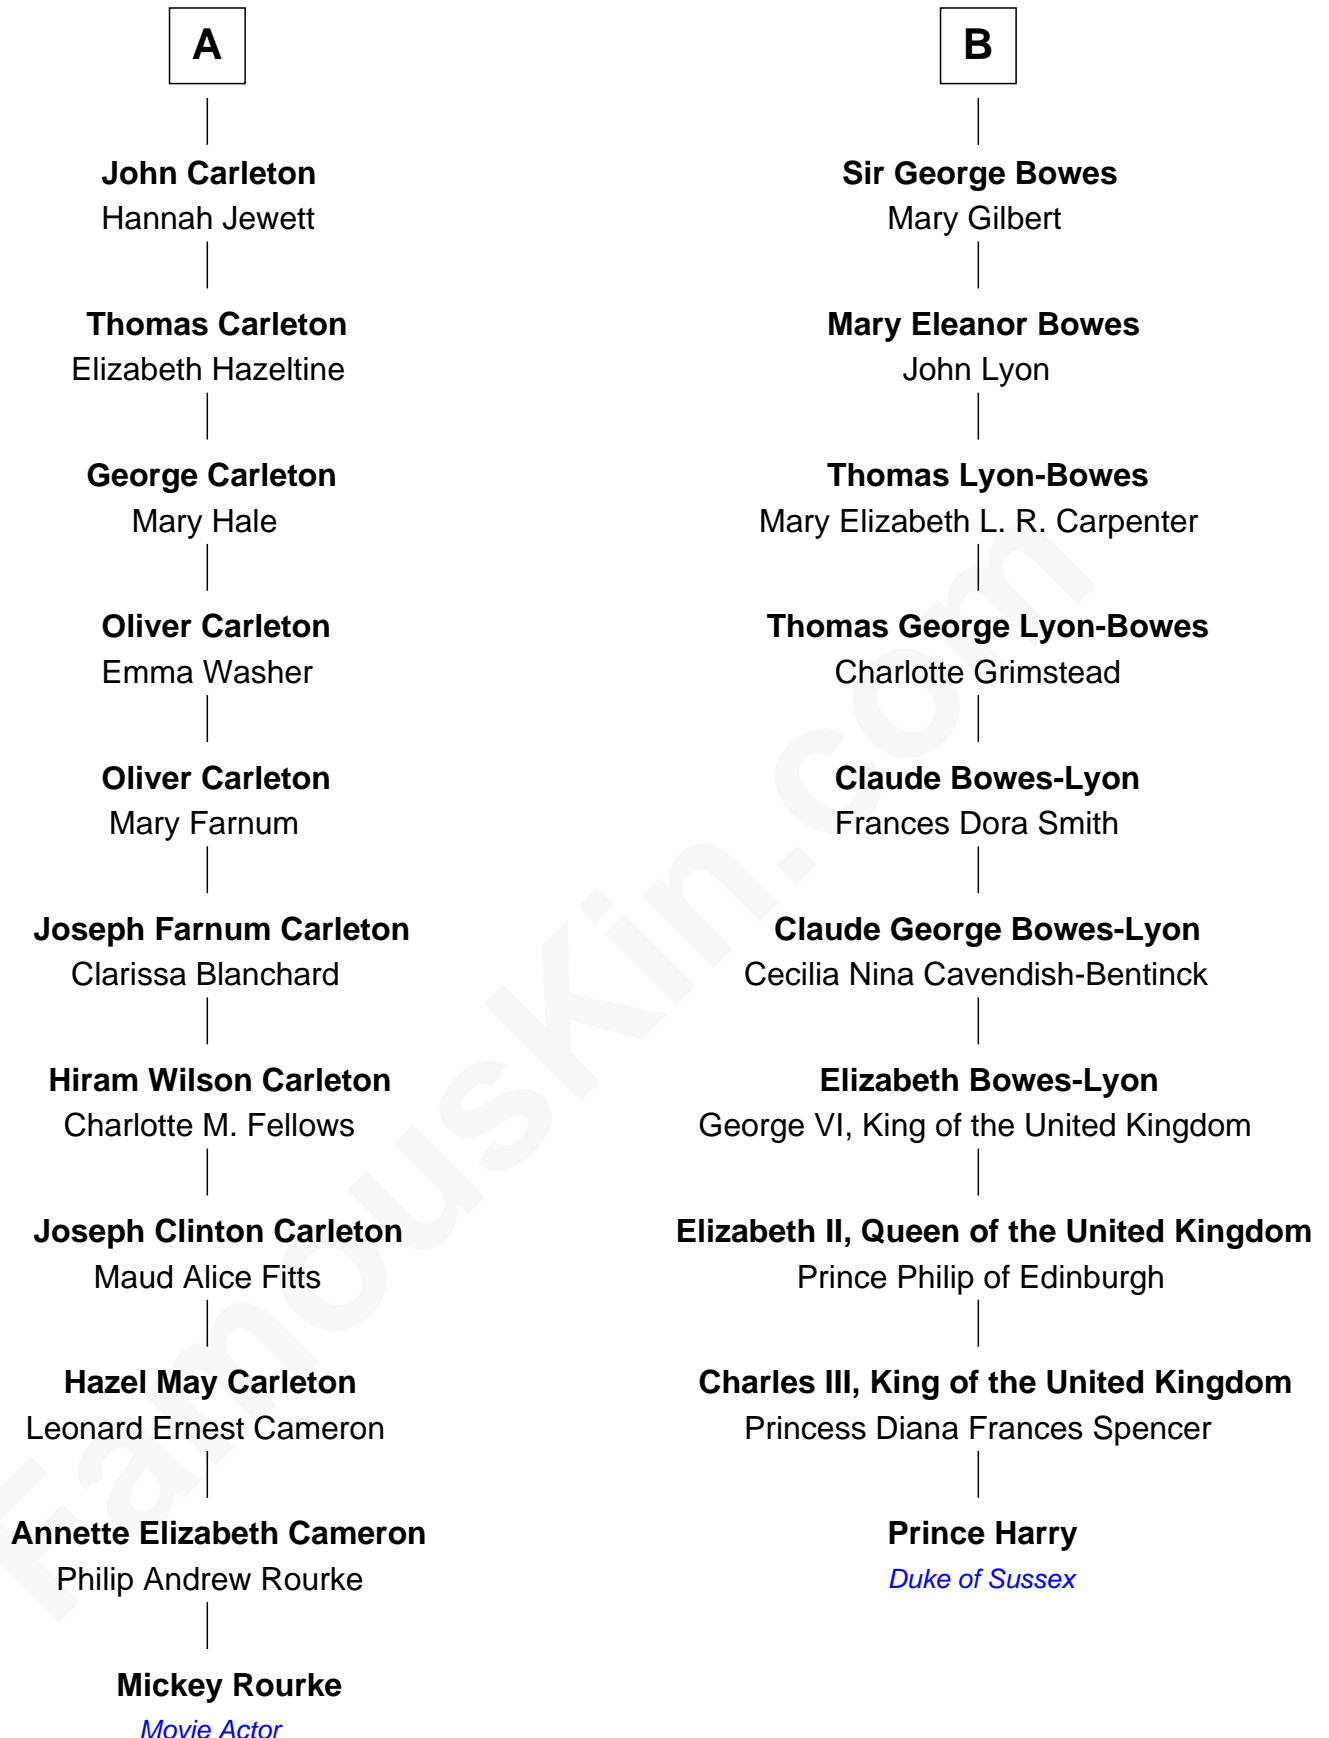 A
John Carleton
Hannah Jewett
Thomas Carleton
Elizabeth Hazeltine
George Carleton
Mary Hale
Oliver Carleton
Emma Washer
Oliver Carleton
Mary Farnum
Joseph Farnum Carleton
Clarissa Blanchard
Hiram Wilson Carleton
Charlotte M. Fellows
Joseph Clinton Carleton
Maud Alice Fitts
Hazel May Carleton
Leonard Ernest Cameron
Annette Elizabeth Cameron
Philip Andrew Rourke
Mickey Rourke
Movie Actor
B
Sir George Bowes
Mary Gilbert
Mary Eleanor Bowes
John Lyon
Thomas Lyon-Bowes
Mary Elizabeth L. R. Carpenter
Thomas George Lyon-Bowes
Charlotte Grimstead
Claude Bowes-Lyon
Frances Dora Smith
Claude George Bowes-Lyon
Cecilia Nina Cavendish-Bentinck
Elizabeth Bowes-Lyon
George VI, King of the United Kingdom
Elizabeth II, Queen of the United Kingdom
Prince Philip of Edinburgh
Charles III, King of the United Kingdom
Princess Diana Frances Spencer
Prince Harry
Duke of Sussex
FamousKin.com